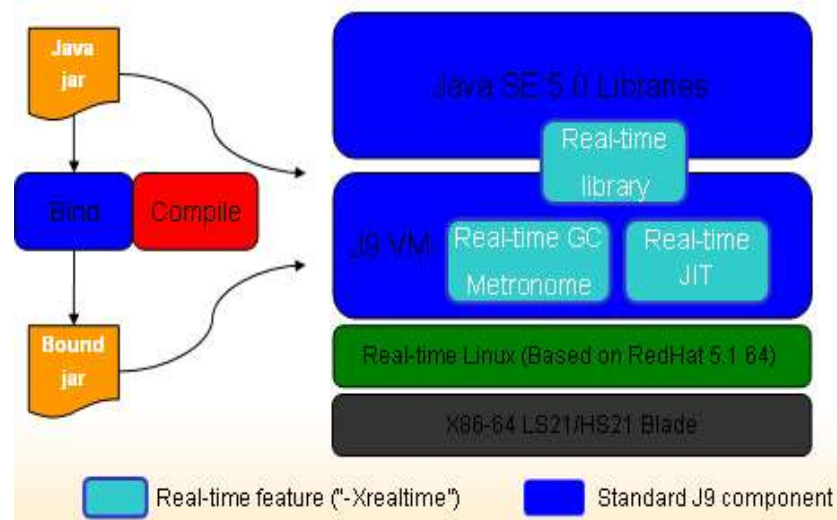 Java
jar
Bind
Compile
Bound
jar
Java SE 5.0 Libraries
Real-time
library
J9 VM
Real-time GC
Metronome
Real-time
JIT
Real-time Linux (Based on RedHat 5.1 64)
X86-64 LS21/HS21 Blade
Real-time feature ("-Xrealtime")
Standard J9 component